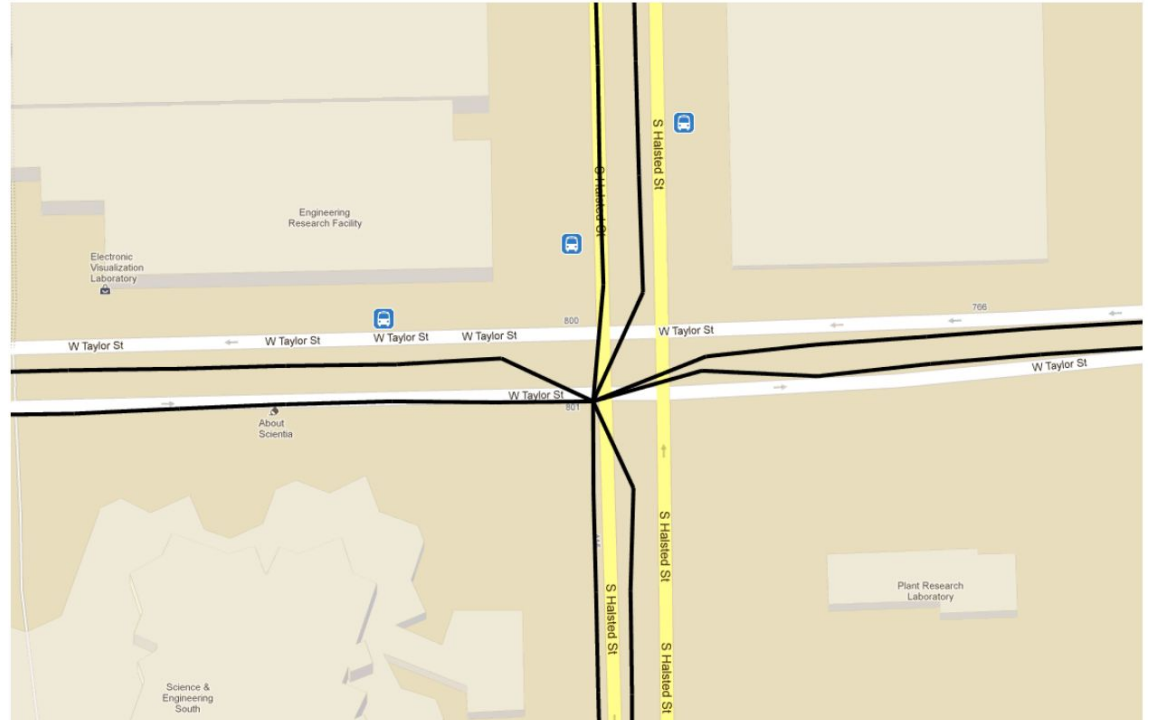 S Halsted St
S Halsted St
Engineering
Research Facility
Electronic
Visualization
Laboratory
800
766
W Taylor St
W Taylor St
W Taylor St
W Taylor St
W Taylor St
W Taylor St
W Taylor St
801
About
Scientia
S Halsted St
S Halsted St
S Halsted St
Plant Research
Laboratory
Science &
Engineering
South